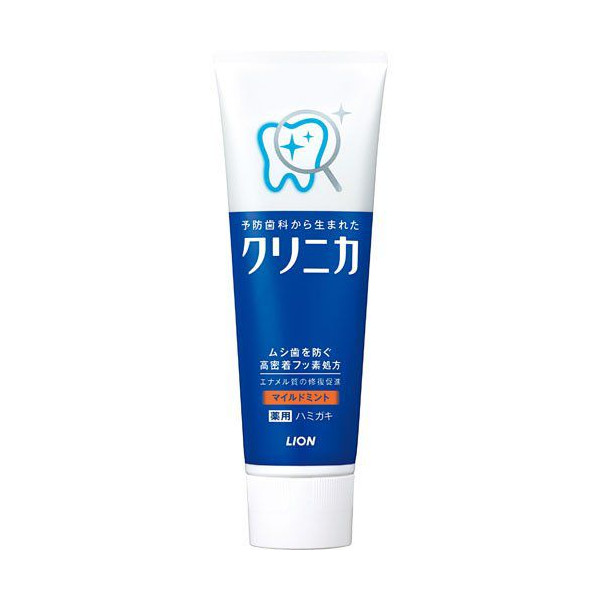 予防歯科から生まれた
クリニカ
ムシ歯を防ぐ
高密着フッ素処方
エナメル質の修復促進
マイルドミント
薬用 ハミガキ
LION